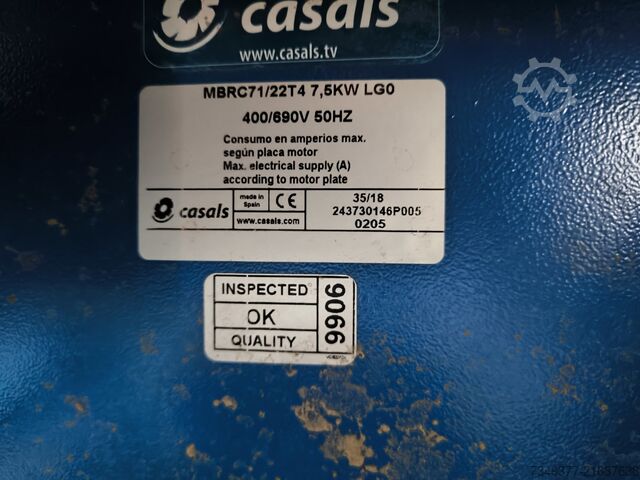 casals
www.casals.tv
MBRC71/22T4 7,5KW LG0
400/690V 50HZ
Consumo en amperios max.
según placa motor
Max. electrical supply (A)
according to motor plate
casals
made in
Spain
CE
www.casals.com
35/18
243730146P005
0205
INSPECTED
OK
QUALITY
9906